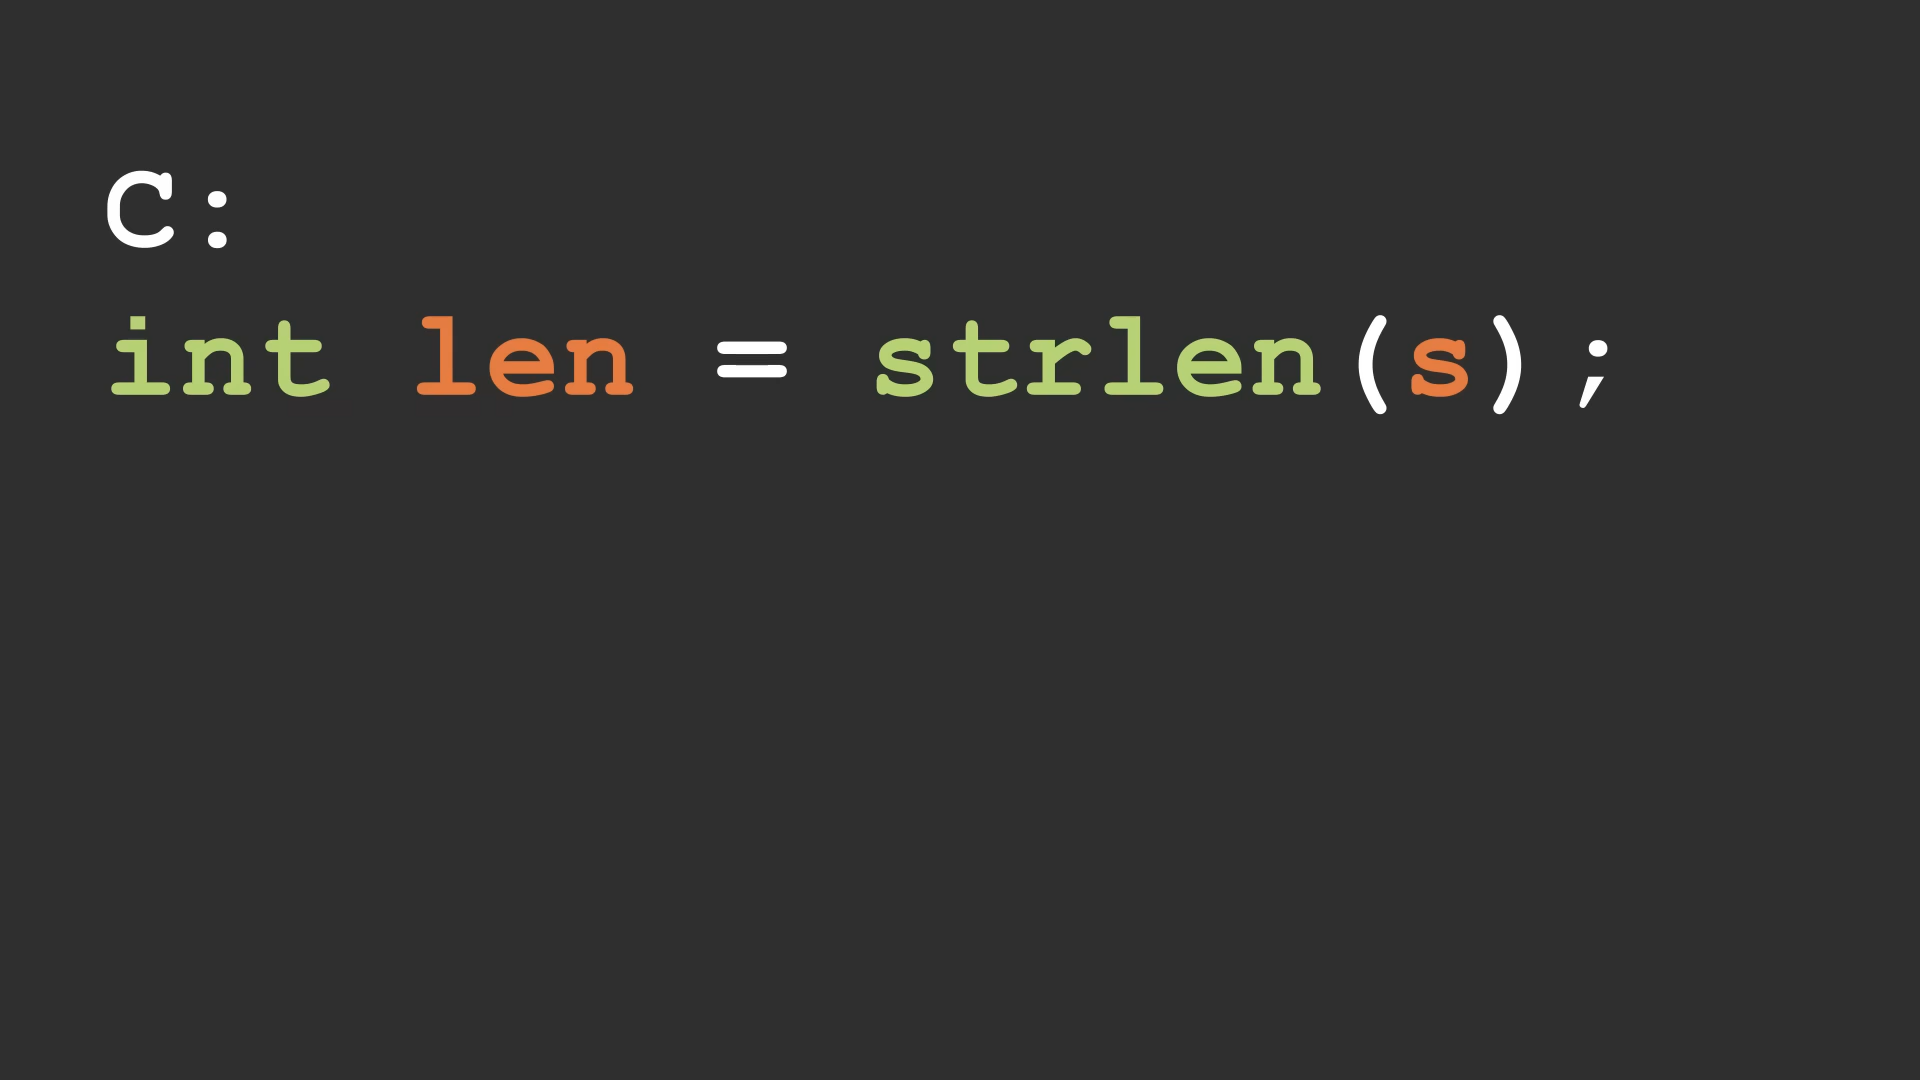 C:
int len = strlen(s);